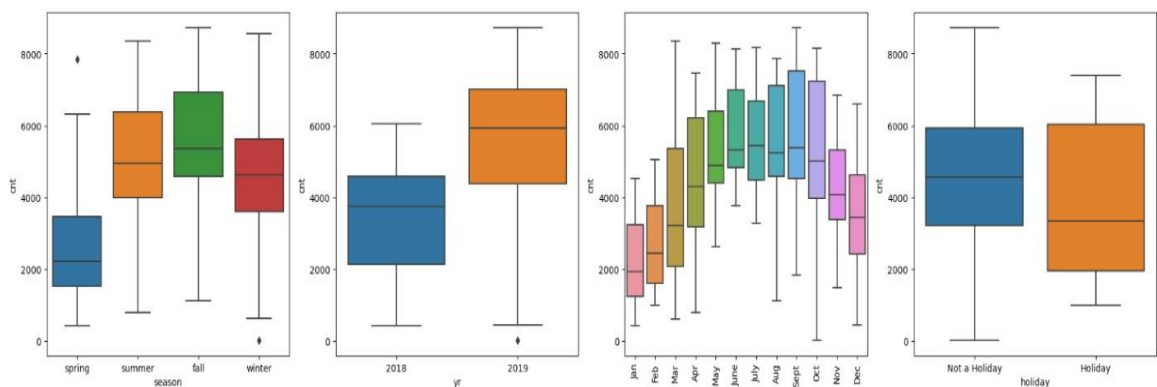 8000
6000
4000
2000
0
cnt
spring summer fall winter
season
8000
6000
4000
2000
0
cnt
2018 2019
yr
8000
6000
4000
2000
0
cnt
Jan Feb Mar Apr May June July Aug Sept Oct Nov Dec
8000
6000
4000
2000
0
cnt
Not a Holiday Holiday
holiday